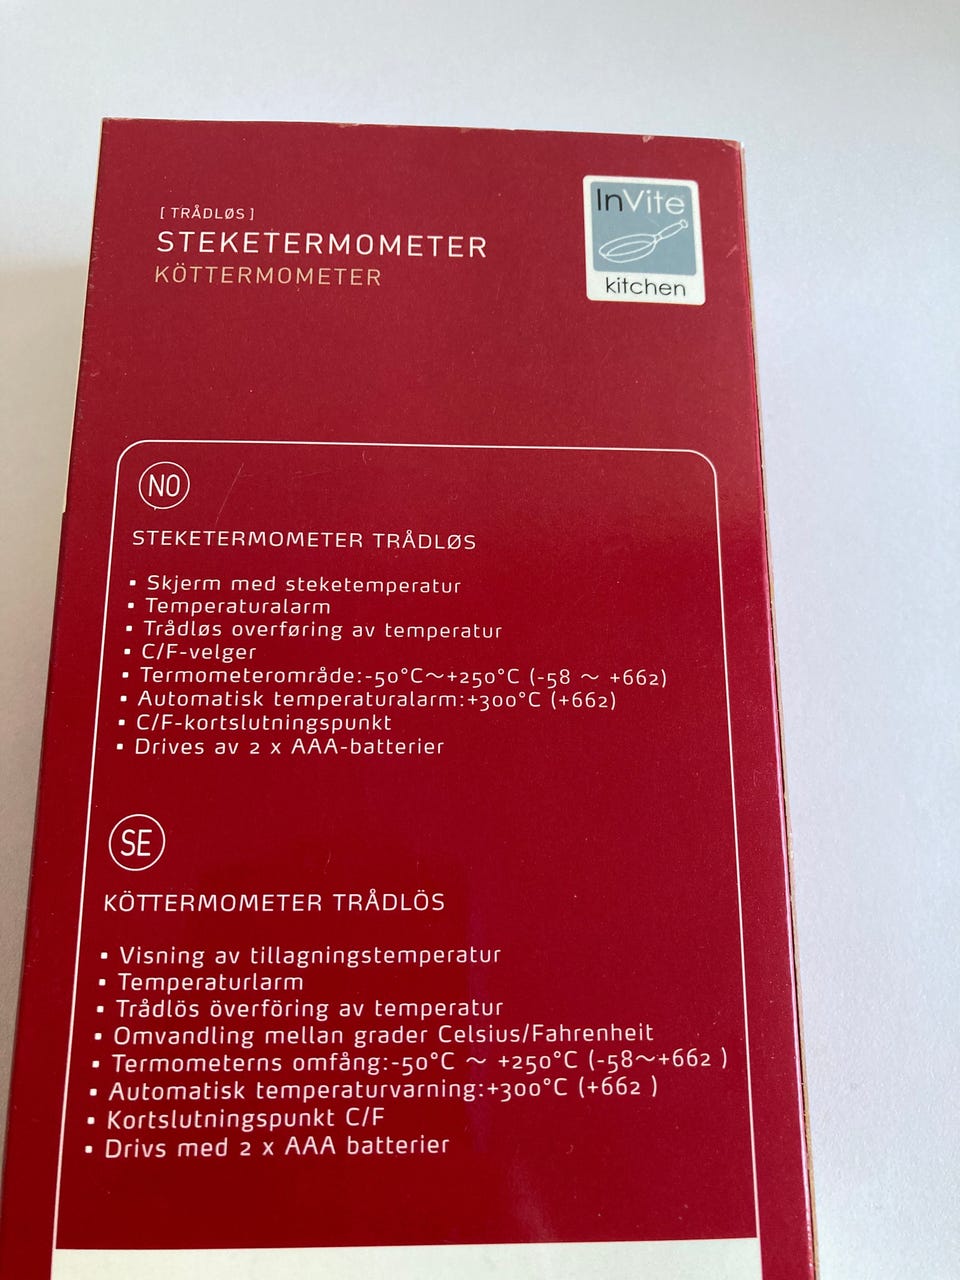 [ TRÅDLØS ]
STEKETERMOMETER
KÖTTERMOMETER
InVite
kitchen
NO
STEKETERMOMETER TRÅDLØS
▪ Skjerm med steketemperatur
▪ Temperaturalarm
▪ Trådløs overføring av temperatur
▪ C/F-velger
▪ Termometerområde:-50°C~+250°C (-58 ~ +662)
▪ Automatisk temperaturalarm:+300°C (+662)
▪ C/F-kortslutningspunkt
▪ Drives av 2 x AAA-batterier
SE
KÖTTERMOMETER TRÅDLÖS
▪ Visning av tillagningstemperatur
▪ Temperaturlarm
▪ Trådlös överföring av temperatur
▪ Omvandling mellan grader Celsius/Fahrenheit
▪ Termometerns omfång:-50°C ~ +250°C (-58~+662 )
▪ Automatisk temperaturvarning:+300°C (+662 )
▪ Kortslutningspunkt C/F
▪ Drivs med 2 x AAA batterier